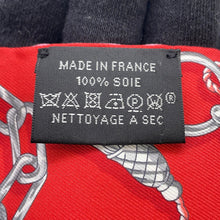 MADE IN FRANCE
100% SOIE
NETTOYAGE A SEC